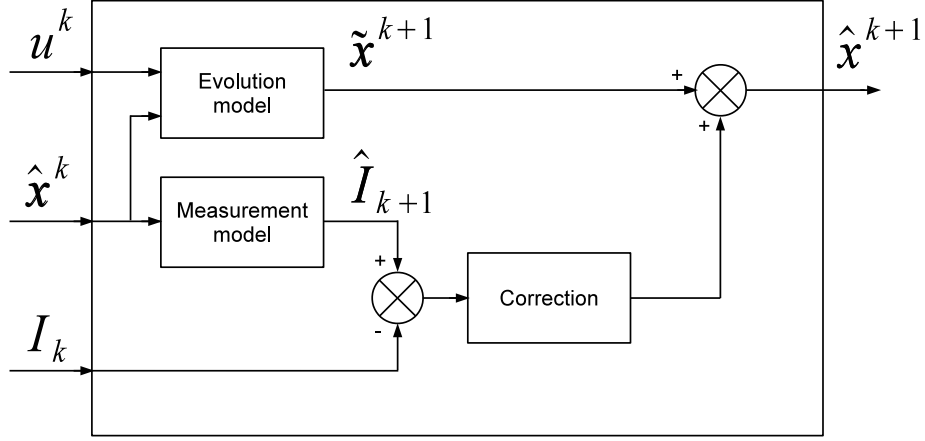 u^k
x̃^{k+1}
x̂^{k+1}
Evolution
model
+
+
x̂^k
Î_{k+1}
Measurement
model
+
Correction
-
I_k